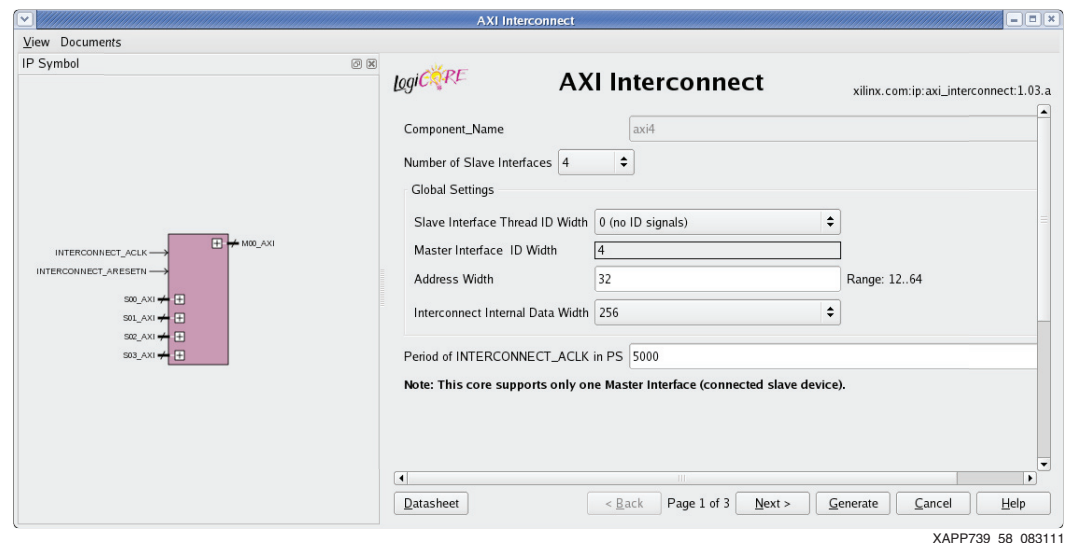 AXI Interconnect
View Documents
IP Symbol
INTERCONNECT_ACLK
INTERCONNECT_ARESETN
S00_AXI
S01_AXI
S02_AXI
S03_AXI
M00_AXI
LogiCORE
AXI Interconnect
xilinx.com:ip:axi_interconnect:1.03.a
Component_Name axi4
Number of Slave Interfaces 4
Global Settings
Slave Interface Thread ID Width 0 (no ID signals)
Master Interface ID Width 4
Address Width 32 Range: 12..64
Interconnect Internal Data Width 256
Period of INTERCONNECT_ACLK in PS 5000
Note: This core supports only one Master Interface (connected slave device).
Datasheet < Back Page 1 of 3 Next > Generate Cancel Help
XAPP739_58_083111